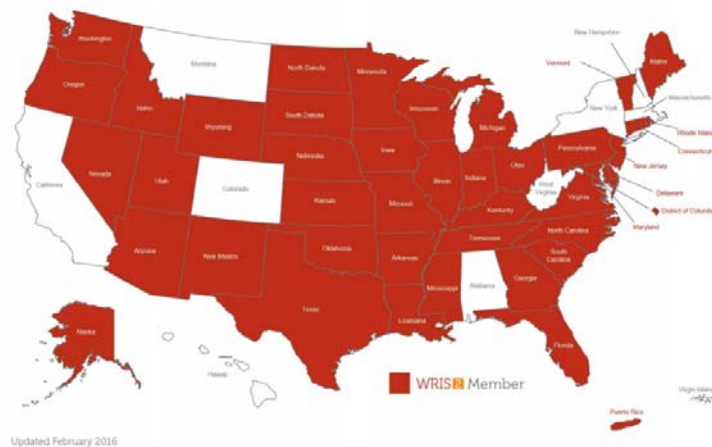 New Hampshire
Washington
Montana
North Dakota
Minnesota
Vermont
Maine
Oregon
Idaho
South Dakota
Wisconsin
Michigan
New York
Massachusetts
Wyoming
Rhode Island
Connecticut
Nebraska
Iowa
Pennsylvania
New Jersey
Nevada
Utah
Colorado
Illinois
Indiana
Ohio
West
Virginia
Delaware
California
Kansas
Missouri
Kentucky
Virginia
District of Columbia
Maryland
Arizona
New Mexico
Oklahoma
Arkansas
Tennessee
North Carolina
South
Carolina
Mississippi
Alabama
Georgia
Texas
Louisiana
Alaska
Florida
Hawaii
WRIS2 Member
Virgin Islands
Puerto Rico
Updated February 2016